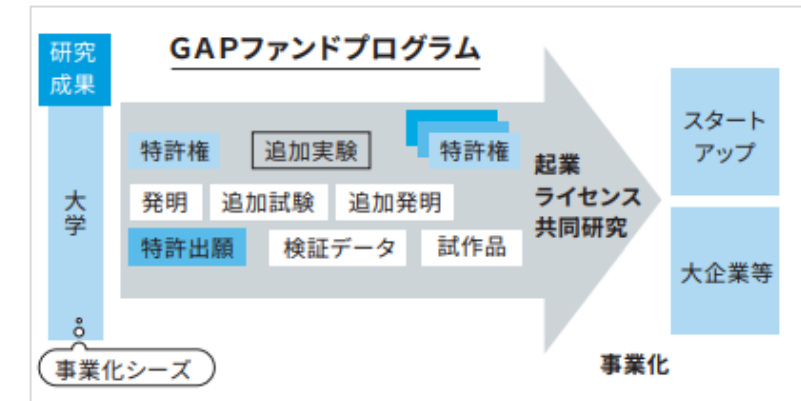 研究
成果
GAPファンドプログラム
大学
特許権
追加実験
特許権
発明
追加試験
追加発明
特許出願
検証データ
試作品
起業
ライセンス
共同研究
スタート
アップ
大企業等
事業化シーズ
事業化